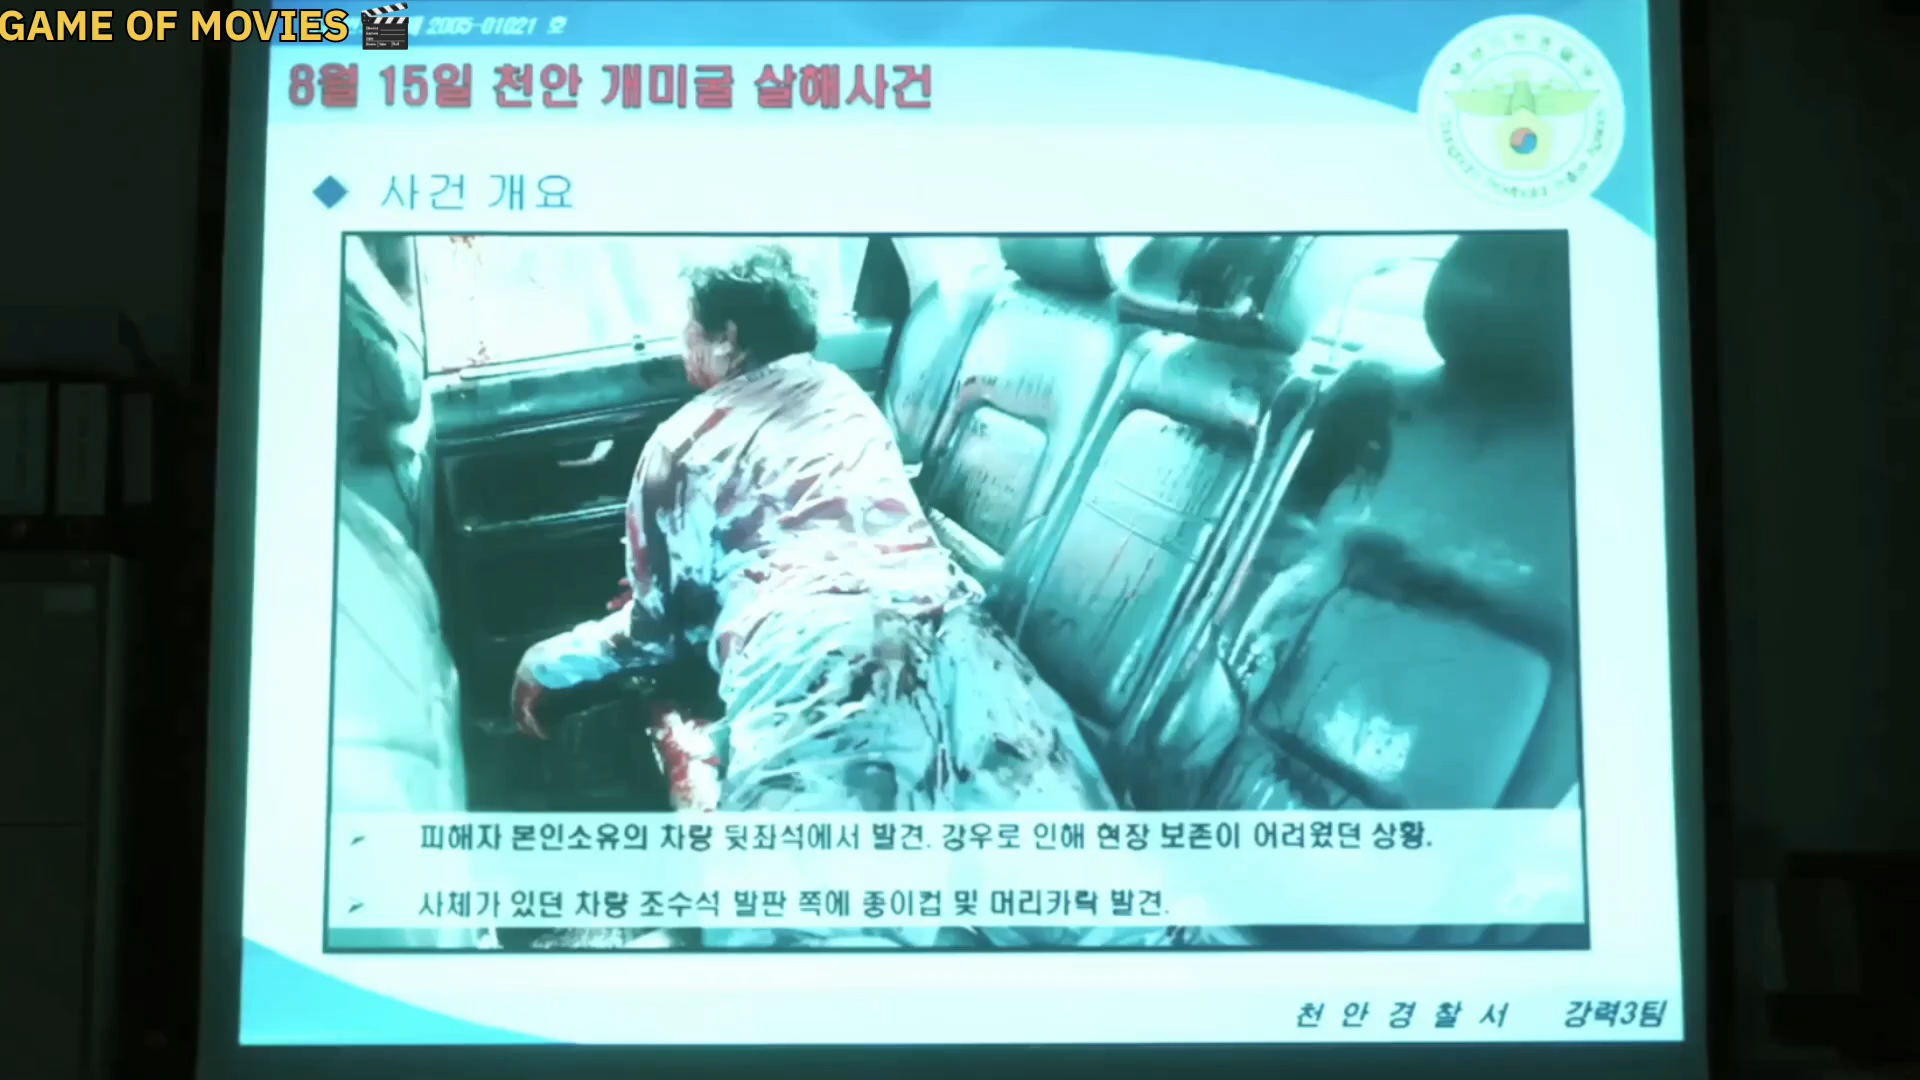 GAME OF MOVIES
2005-01021 호
8월 15일 천안 개미굴 살해사건
사건 개요
피해자 본인소유의 차량 뒷좌석에서 발견. 강우로 인해 현장 보존이 어려웠던 상황.
사체가 있던 차량 조수석 발판 쪽에 종이컵 및 머리카락 발견.
천 안 경 찰 서 강력3팀